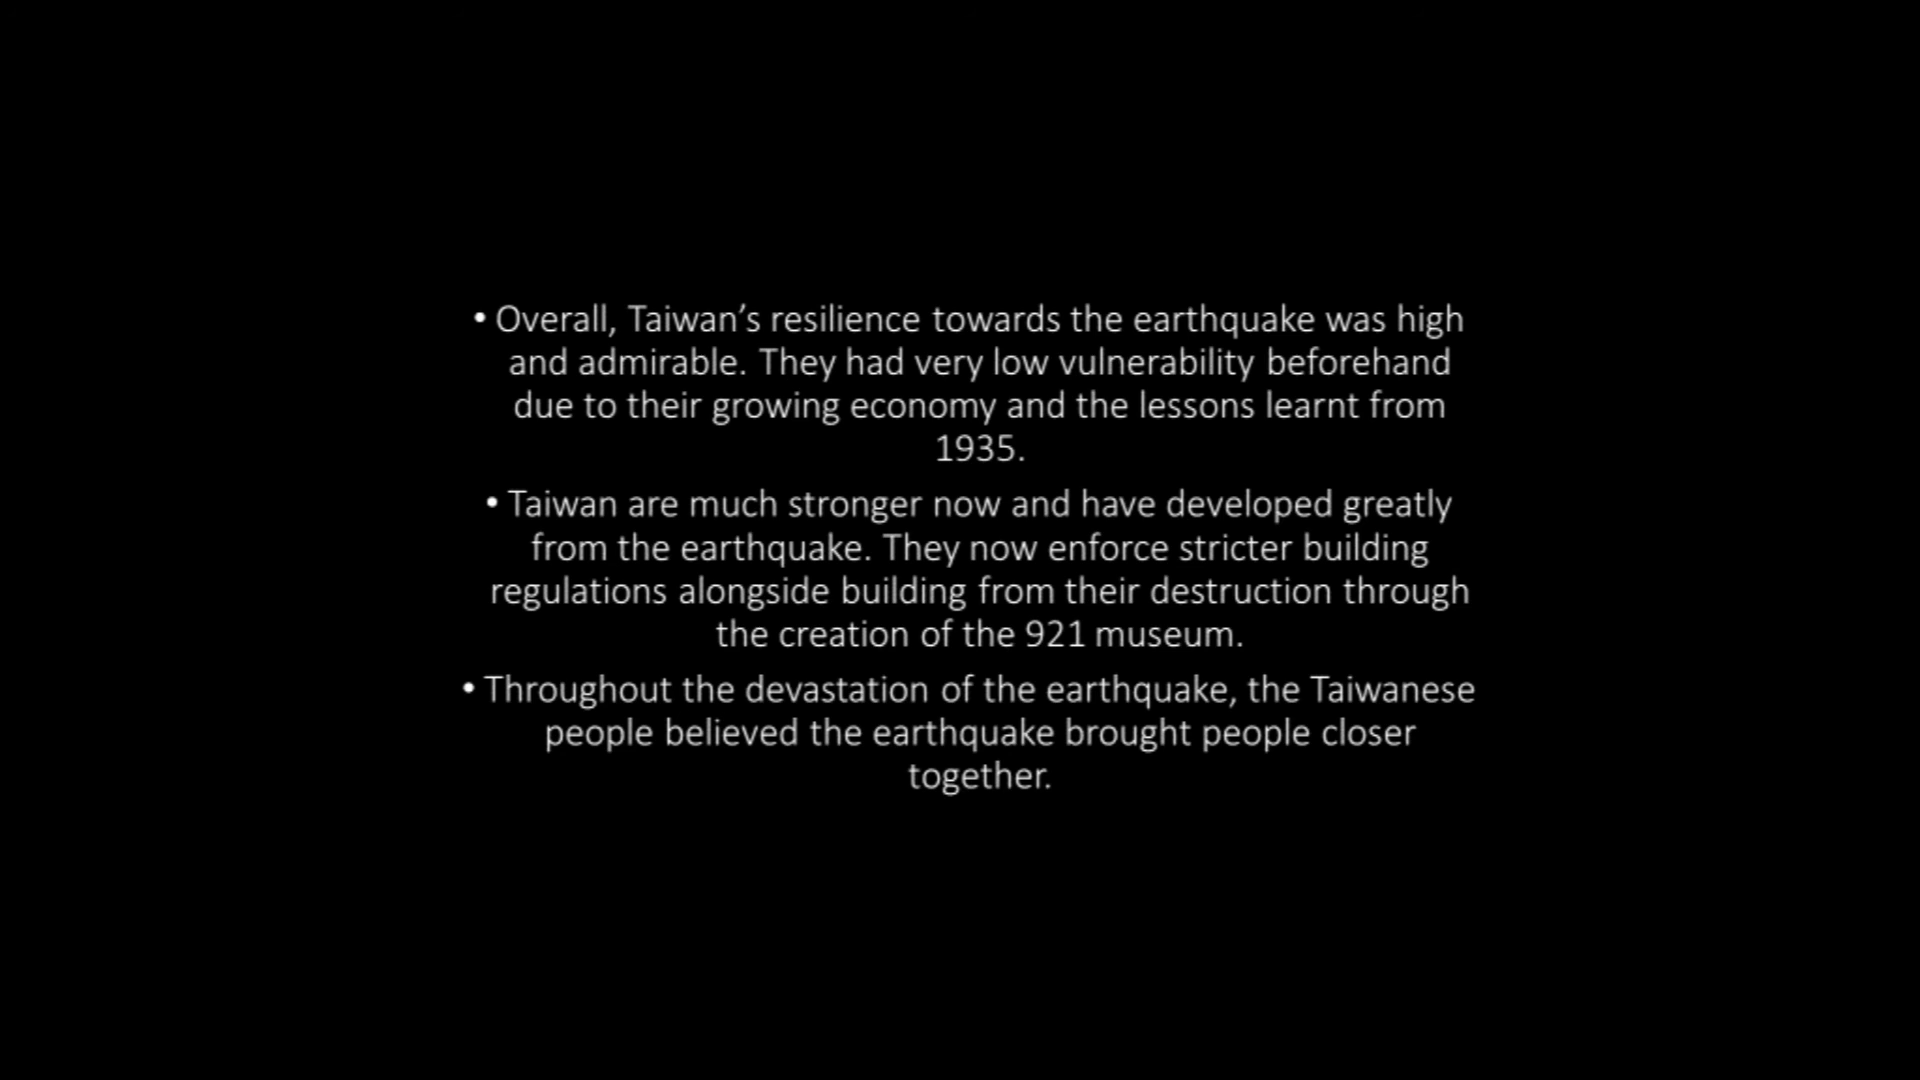 • Overall, Taiwan’s resilience towards the earthquake was high
and admirable. They had very low vulnerability beforehand
due to their growing economy and the lessons learnt from
1935.
• Taiwan are much stronger now and have developed greatly
from the earthquake. They now enforce stricter building
regulations alongside building from their destruction through
the creation of the 921 museum.
• Throughout the devastation of the earthquake, the Taiwanese
people believed the earthquake brought people closer
together.